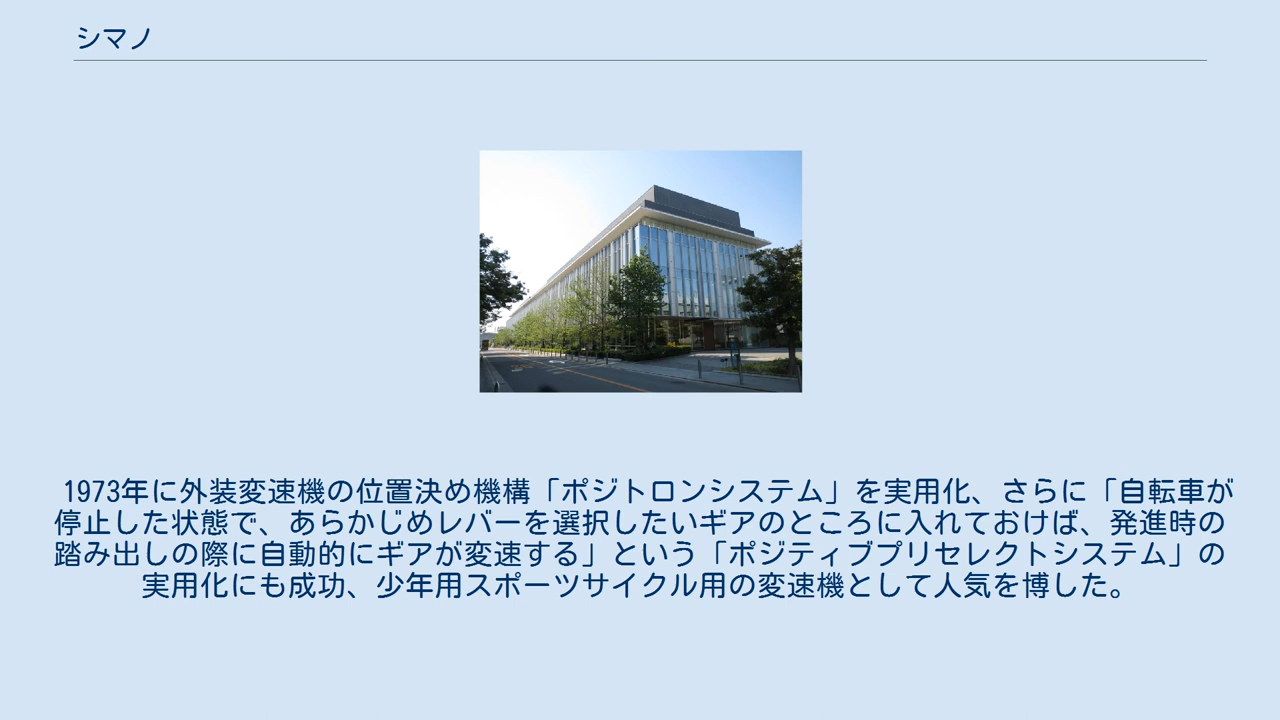 シマノ
1973年に外装変速機の位置決め機構「ポジトロンシステム」を実用化、さらに「自転車が
停止した状態で、あらかじめレバーを選択したいギアのところに入れておけば、発進時の
踏み出しの際に自動的にギアが変速する」という「ポジティブプリセレクトシステム」の
実用化にも成功、少年用スポーツサイクル用の変速機として人気を博した。